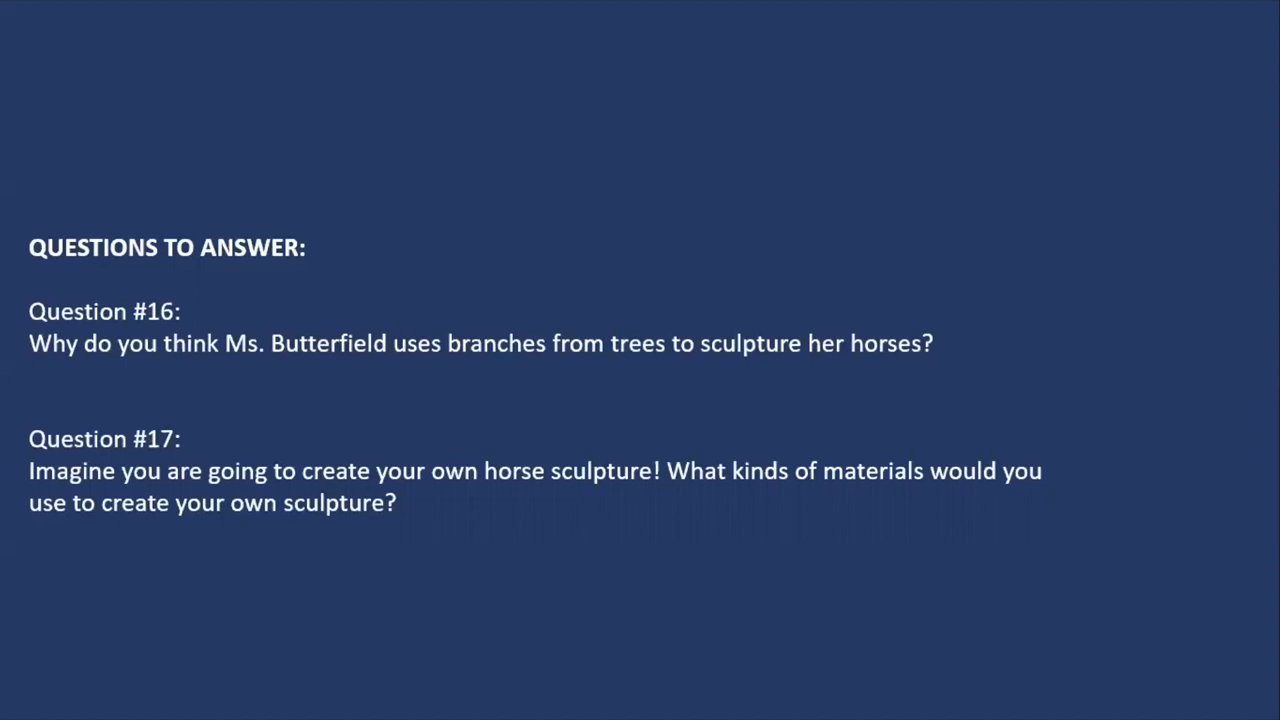 QUESTIONS TO ANSWER:
Question #16:
Why do you think Ms. Butterfield uses branches from trees to sculpture her horses?
Question #17:
Imagine you are going to create your own horse sculpture! What kinds of materials would you
use to create your own sculpture?